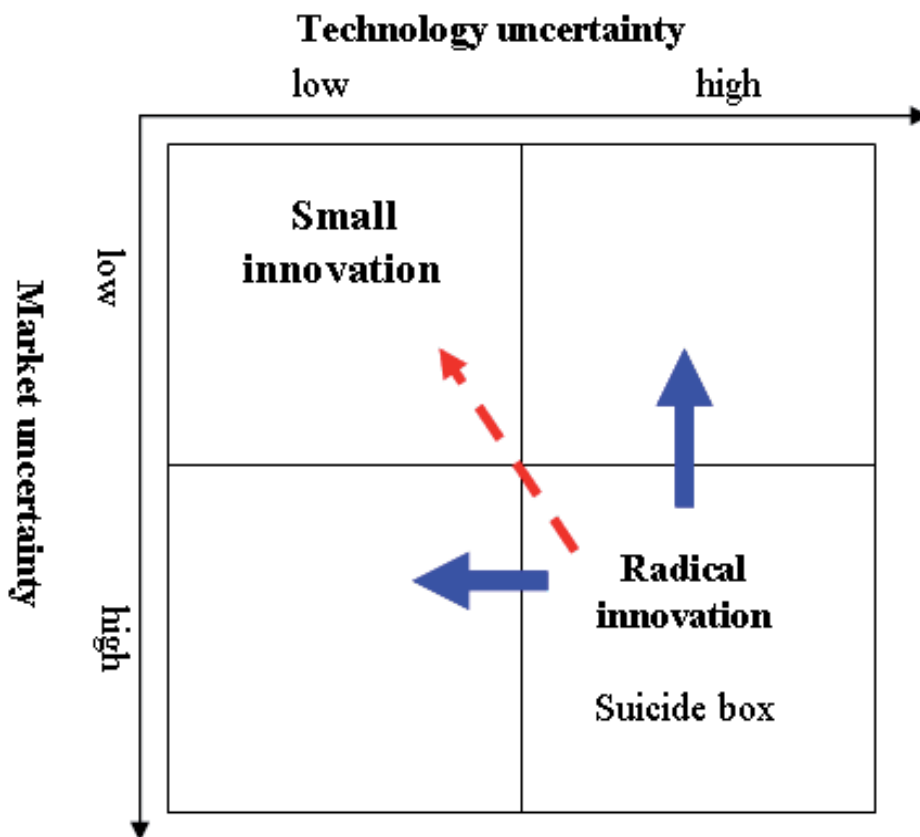 Technology uncertainty
low
high
Market uncertainty
low
high
Small
innovation
Radical
innovation
Suicide box